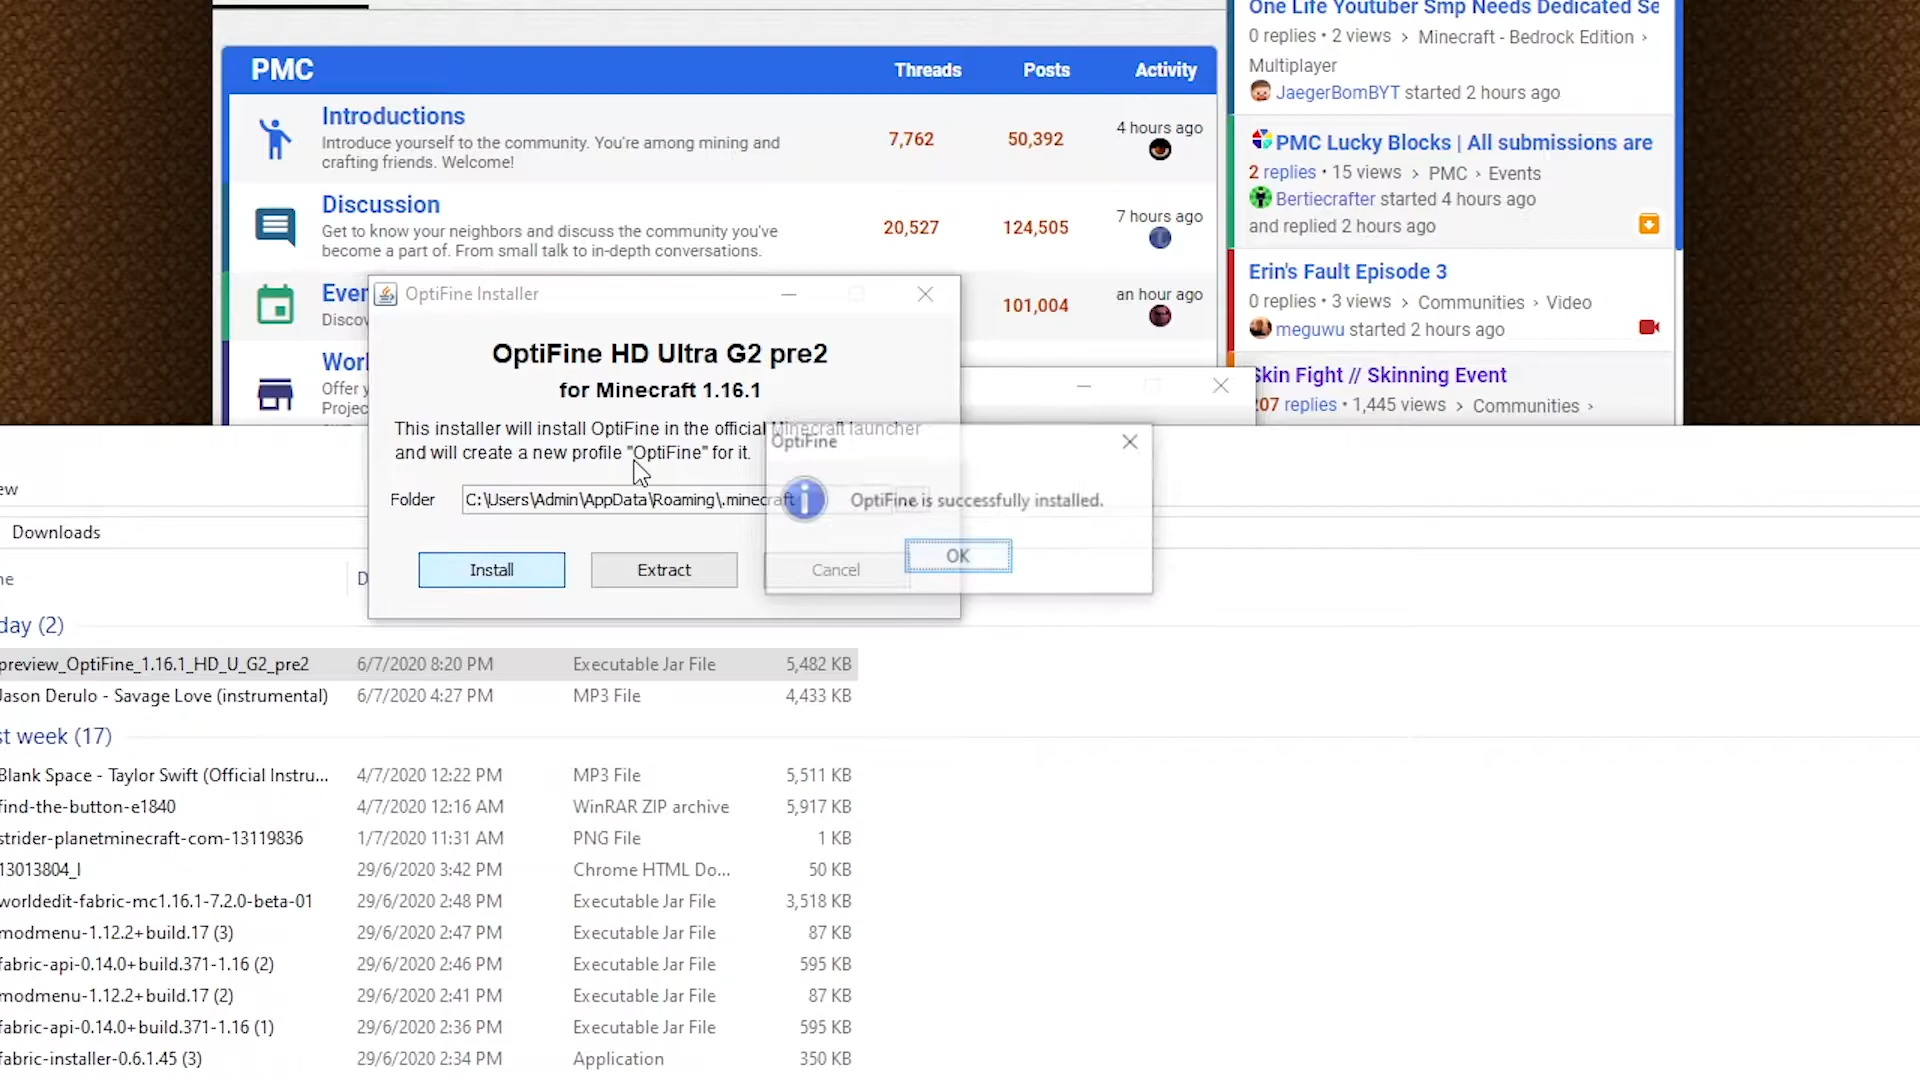 PMC
Threads
Posts
Activity
Introductions
Introduce yourself to the community. You're among mining and
crafting friends. Welcome!
7,762
50,392
4 hours ago
Discussion
Get to know your neighbors and discuss the community you've
become a part of. From small talk to in-depth conversations.
20,527
124,505
7 hours ago
Even
Discov
101,004
an hour ago
Worl
Offer y
Projec
One Life Youtuber Smp Needs Dedicated Se
0 replies • 2 views › Minecraft - Bedrock Edition ›
Multiplayer
JaegerBomBYT started 2 hours ago
PMC Lucky Blocks | All submissions are
2 replies • 15 views › PMC › Events
Bertiecrafter started 4 hours ago
and replied 2 hours ago
Erin's Fault Episode 3
0 replies • 3 views › Communities › Video
meguwu started 2 hours ago
Skin Fight // Skinning Event
207 replies • 1,445 views › Communities ›
OptiFine Installer
OptiFine HD Ultra G2 pre2
for Minecraft 1.16.1
This installer will install OptiFine in the official Minecraft launcher
and will create a new profile "OptiFine" for it.
Folder
C:\Users\Admin\AppData\Roaming\.minecraft
Install
Extract
Cancel
OptiFine
OptiFine is successfully installed.
OK
ew
Downloads
me
D
day (2)
preview_OptiFine_1.16.1_HD_U_G2_pre2 6/7/2020 8:20 PM Executable Jar File 5,482 KB
Jason Derulo - Savage Love (instrumental) 6/7/2020 4:27 PM MP3 File 4,433 KB
st week (17)
Blank Space - Taylor Swift (Official Instru... 4/7/2020 12:22 PM MP3 File 5,511 KB
find-the-button-e1840 4/7/2020 12:16 AM WinRAR ZIP archive 5,917 KB
strider-planetminecraft-com-13119836 1/7/2020 11:31 AM PNG File 1 KB
13013804_l 29/6/2020 3:42 PM Chrome HTML Do... 50 KB
worldedit-fabric-mc1.16.1-7.2.0-beta-01 29/6/2020 2:48 PM Executable Jar File 3,518 KB
modmenu-1.12.2+build.17 (3) 29/6/2020 2:47 PM Executable Jar File 87 KB
fabric-api-0.14.0+build.371-1.16 (2) 29/6/2020 2:46 PM Executable Jar File 595 KB
modmenu-1.12.2+build.17 (2) 29/6/2020 2:41 PM Executable Jar File 87 KB
fabric-api-0.14.0+build.371-1.16 (1) 29/6/2020 2:36 PM Executable Jar File 595 KB
fabric-installer-0.6.1.45 (3) 29/6/2020 2:34 PM Application 350 KB